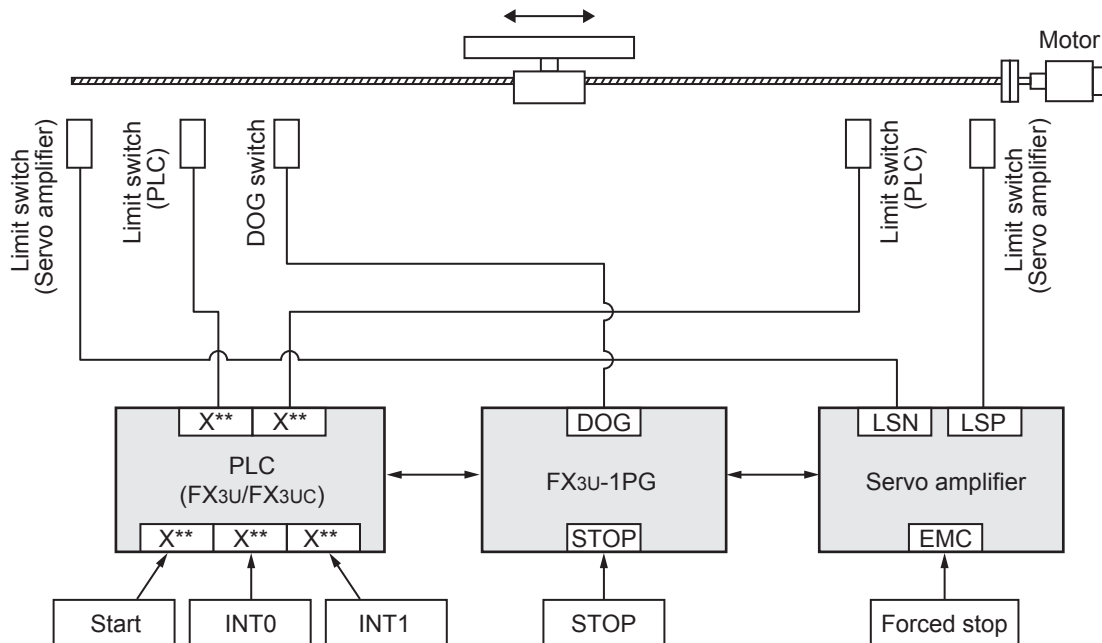 Motor
Limit switch
(Servo amplifier)
Limit switch
(PLC)
DOG switch
Limit switch
(PLC)
Limit switch
(Servo amplifier)
X** X**
PLC
(FX3U/FX3UC)
X** X** X**
DOG
FX3U-1PG
STOP
LSN LSP
Servo amplifier
EMC
Start
INT0
INT1
STOP
Forced stop